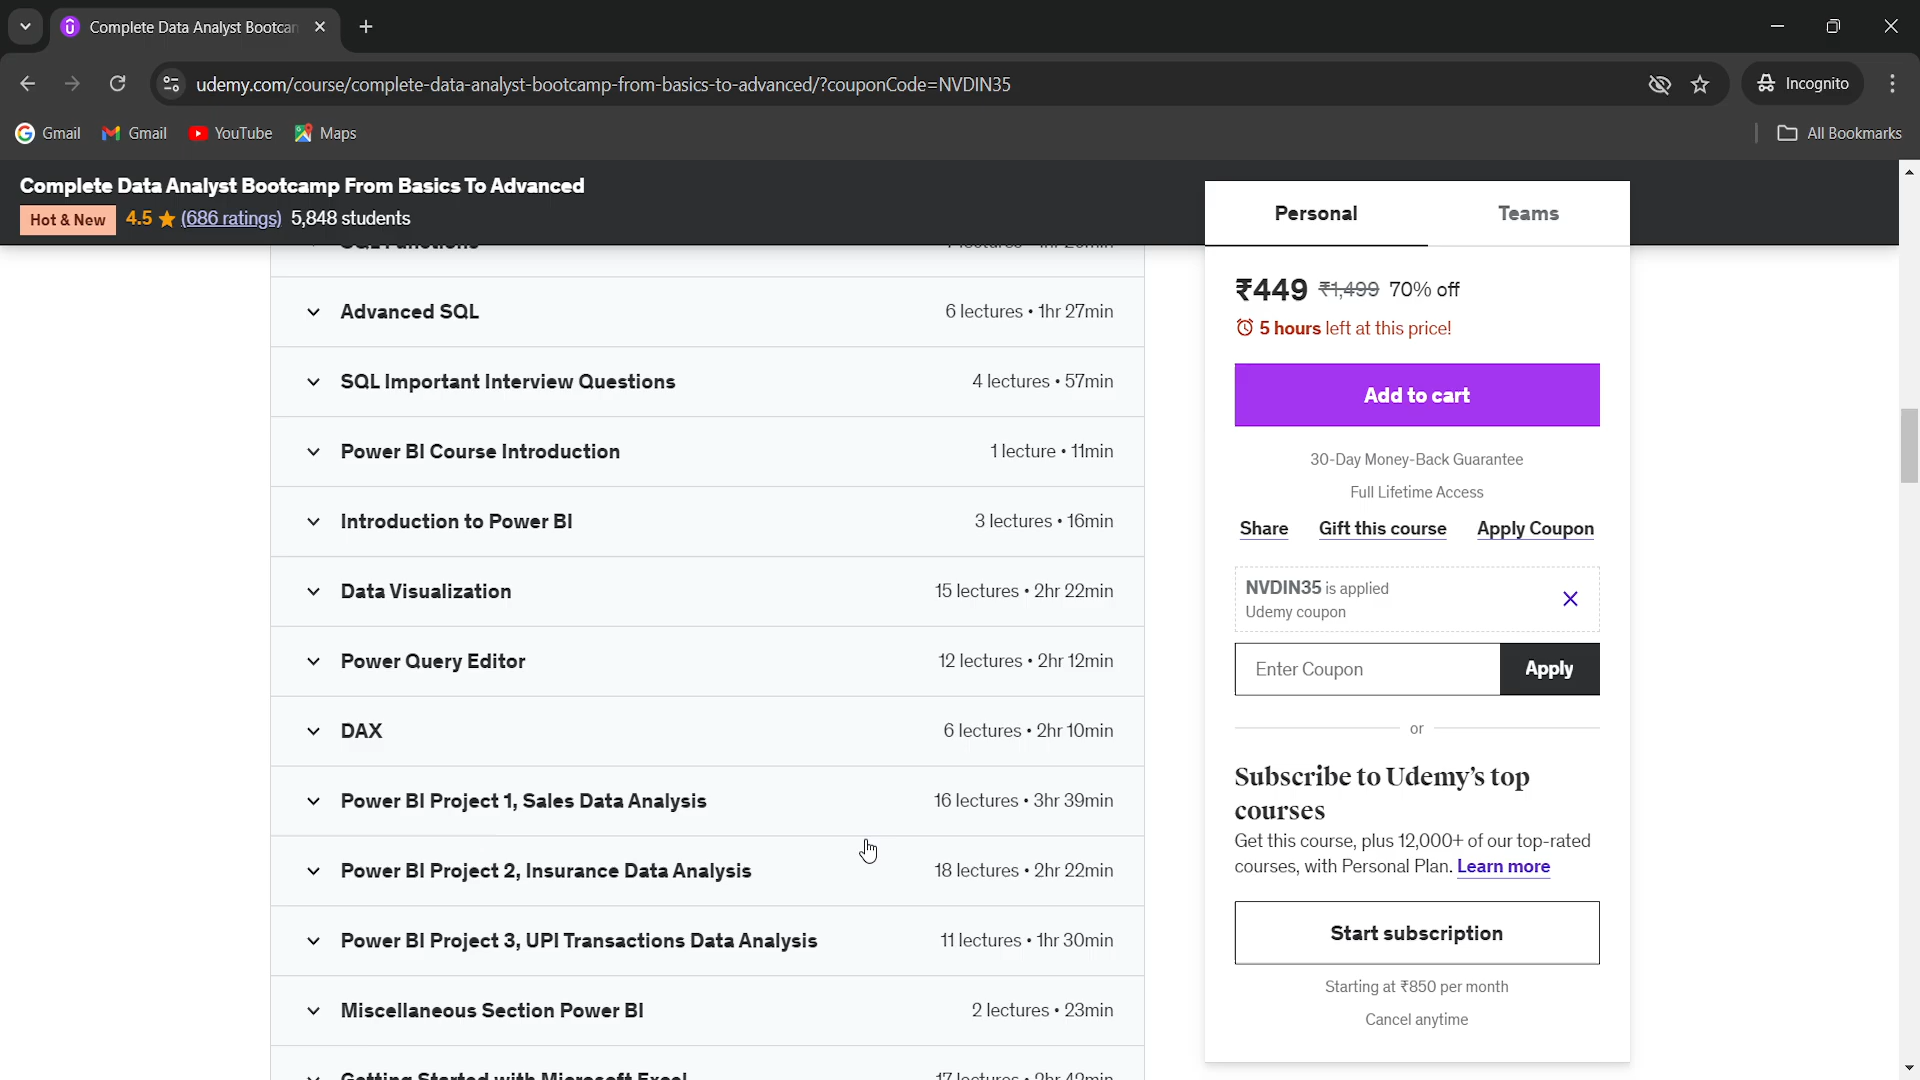 Complete Data Analyst Bootcam
udemy.com/course/complete-data-analyst-bootcamp-from-basics-to-advanced/?couponCode=NVDIN35
Incognito
Gmail
Gmail
YouTube
Maps
All Bookmarks
Complete Data Analyst Bootcamp From Basics To Advanced
Hot & New 4.5 (686 ratings) 5,848 students
Advanced SQL 6 lectures • 1hr 27min
SQL Important Interview Questions 4 lectures • 57min
Power BI Course Introduction 1 lecture • 11min
Introduction to Power BI 3 lectures • 16min
Data Visualization 15 lectures • 2hr 22min
Power Query Editor 12 lectures • 2hr 12min
DAX 6 lectures • 2hr 10min
Power BI Project 1, Sales Data Analysis 16 lectures • 3hr 39min
Power BI Project 2, Insurance Data Analysis 18 lectures • 2hr 22min
Power BI Project 3, UPI Transactions Data Analysis 11 lectures • 1hr 30min
Miscellaneous Section Power BI 2 lectures • 23min
Getting Started with Microsoft Excel 17 lectures • 2hr 42min
Personal Teams
₹449 ₹1,499 70% off
5 hours left at this price!
Add to cart
30-Day Money-Back Guarantee
Full Lifetime Access
Share Gift this course Apply Coupon
NVDIN35 is applied
Udemy coupon
Enter Coupon Apply
or
Subscribe to Udemy’s top
courses
Get this course, plus 12,000+ of our top-rated
courses, with Personal Plan. Learn more
Start subscription
Starting at ₹850 per month
Cancel anytime